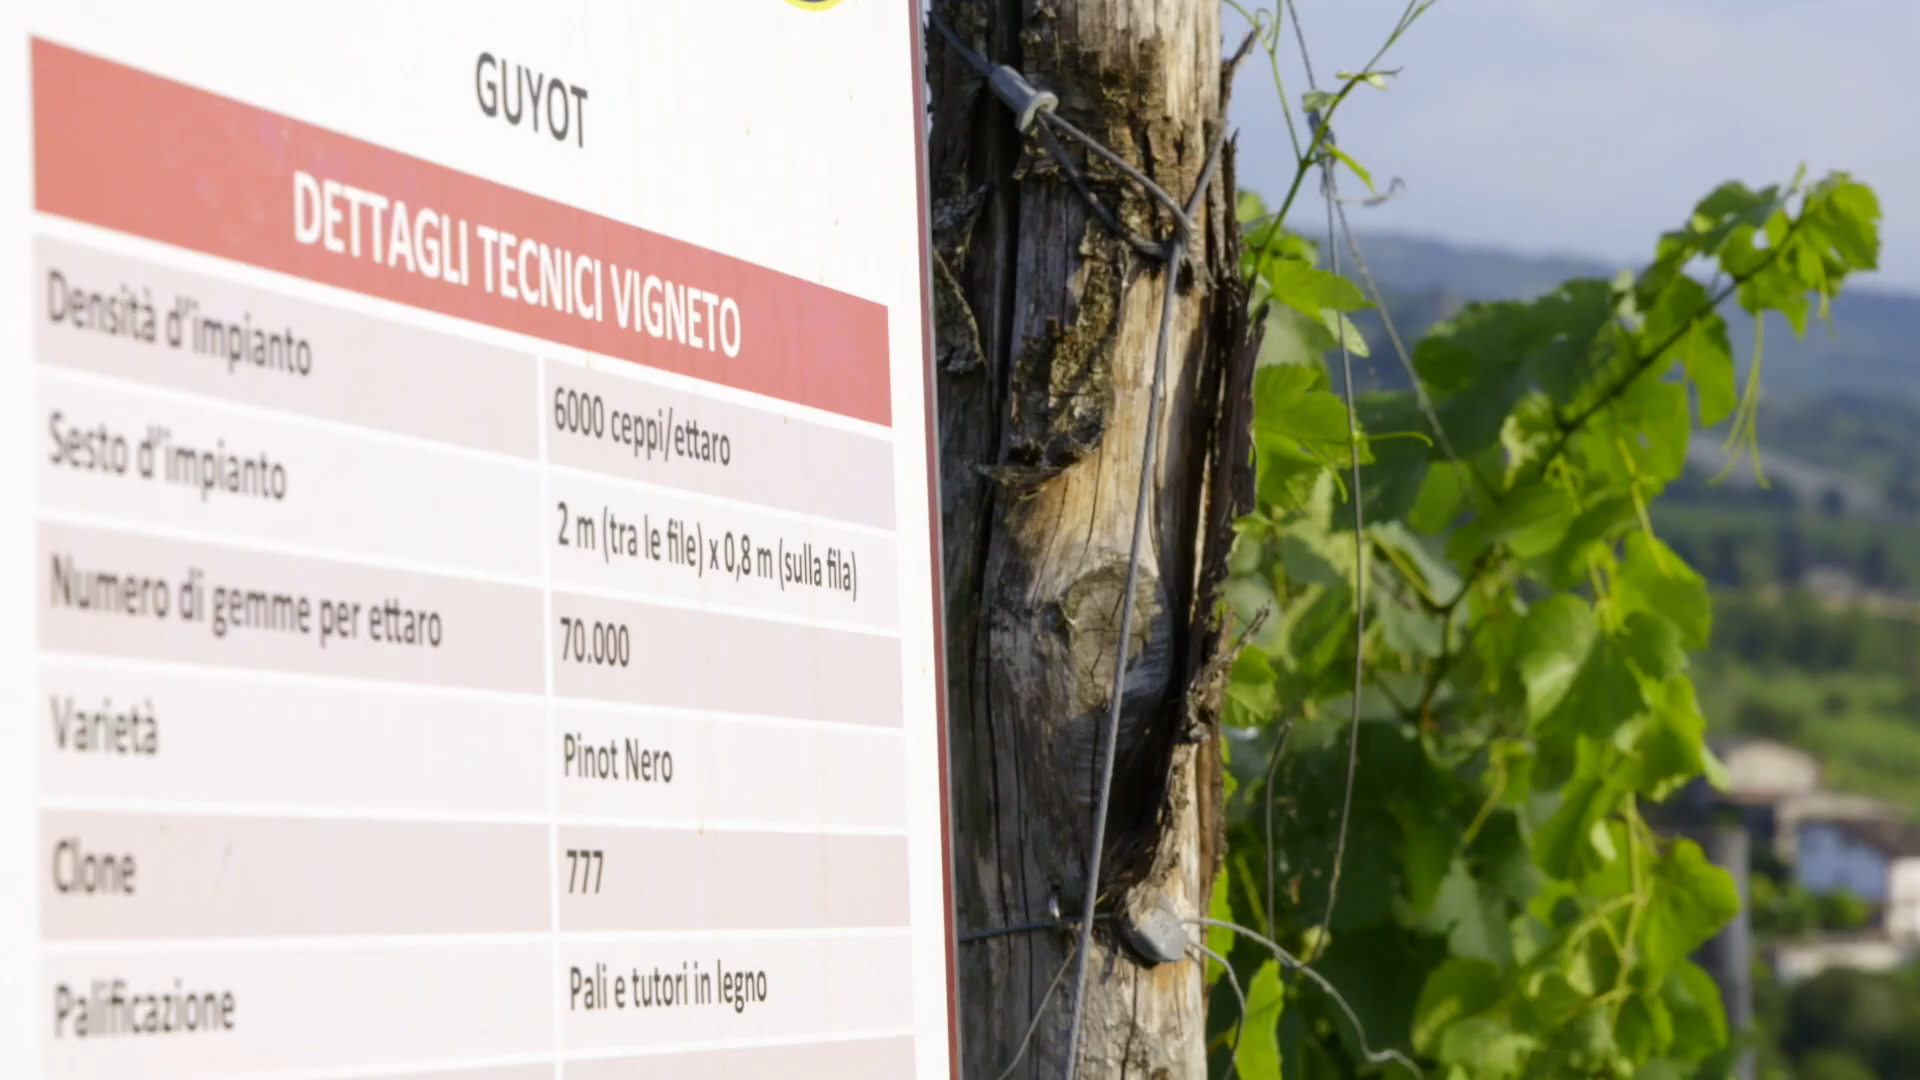 GUYOT
DETTAGLI TECNICI VIGNETO
Densità d'impianto
6000 ceppi/ettaro
Sesto d'impianto
2 m (tra le file) x 0,8 m (sulla fila)
Numero di gemme per ettaro
70.000
Varietà
Pinot Nero
Clone
777
Palificazione
Pali e tutori in legno